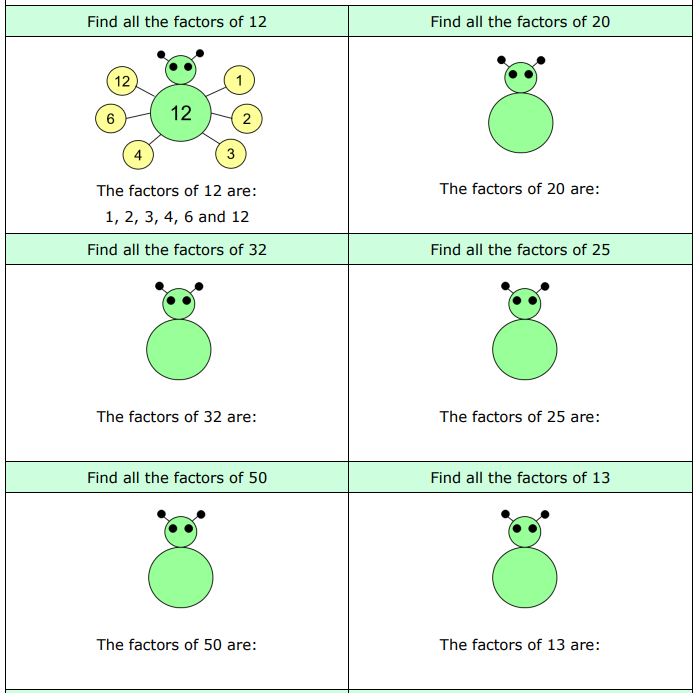 Find all the factors of 12
Find all the factors of 20
12
1
6
12
2
4
3
The factors of 12 are:
1, 2, 3, 4, 6 and 12
The factors of 20 are:
Find all the factors of 32
Find all the factors of 25
The factors of 32 are:
The factors of 25 are:
Find all the factors of 50
Find all the factors of 13
The factors of 50 are:
The factors of 13 are: